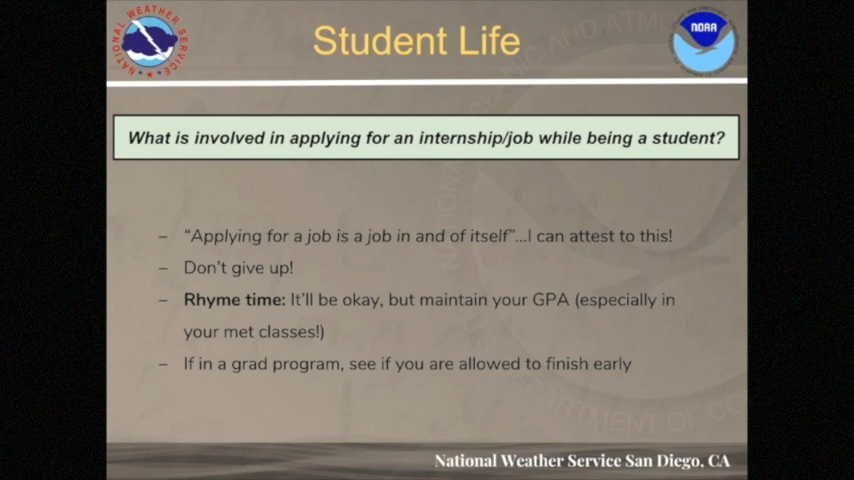 NATIONAL WEATHER SERVICE
Student Life
NOAA
What is involved in applying for an internship/job while being a student?
– “Applying for a job is a job in and of itself”...I can attest to this!
– Don’t give up!
– Rhyme time: It’ll be okay, but maintain your GPA (especially in
your met classes!)
– If in a grad program, see if you are allowed to finish early
National Weather Service San Diego, CA